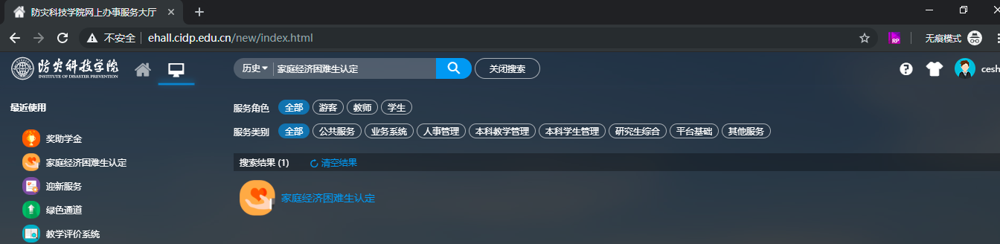 防灾科技学院网上办事服务大厅
不安全 ehall.cidp.edu.cn/new/index.html 无痕模式
防灾科技学院
INSTITUTE OF DISASTER PREVENTION
历史 家庭经济困难生认定 关闭搜索 cesh
最近使用
奖助学金
家庭经济困难生认定
迎新服务
绿色通道
教学评价系统
服务角色 全部 游客 教师 学生
服务类别 全部 公共服务 业务系统 人事管理 本科教学管理 本科学生管理 研究生综合 平台基础 其他服务
搜索结果 (1) 清空结果
家庭经济困难生认定
RP